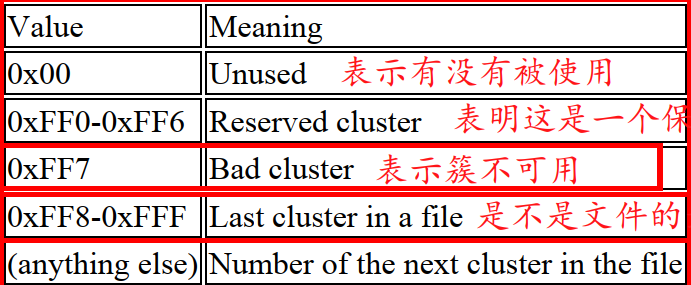 Value Meaning
0x00 Unused 表示有没有被使用
0xFF0-0xFF6 Reserved cluster 表明这是一个保
0xFF7 Bad cluster 表示簇不可用
0xFF8-0xFFF Last cluster in a file 是不是文件的
(anything else) Number of the next cluster in the file